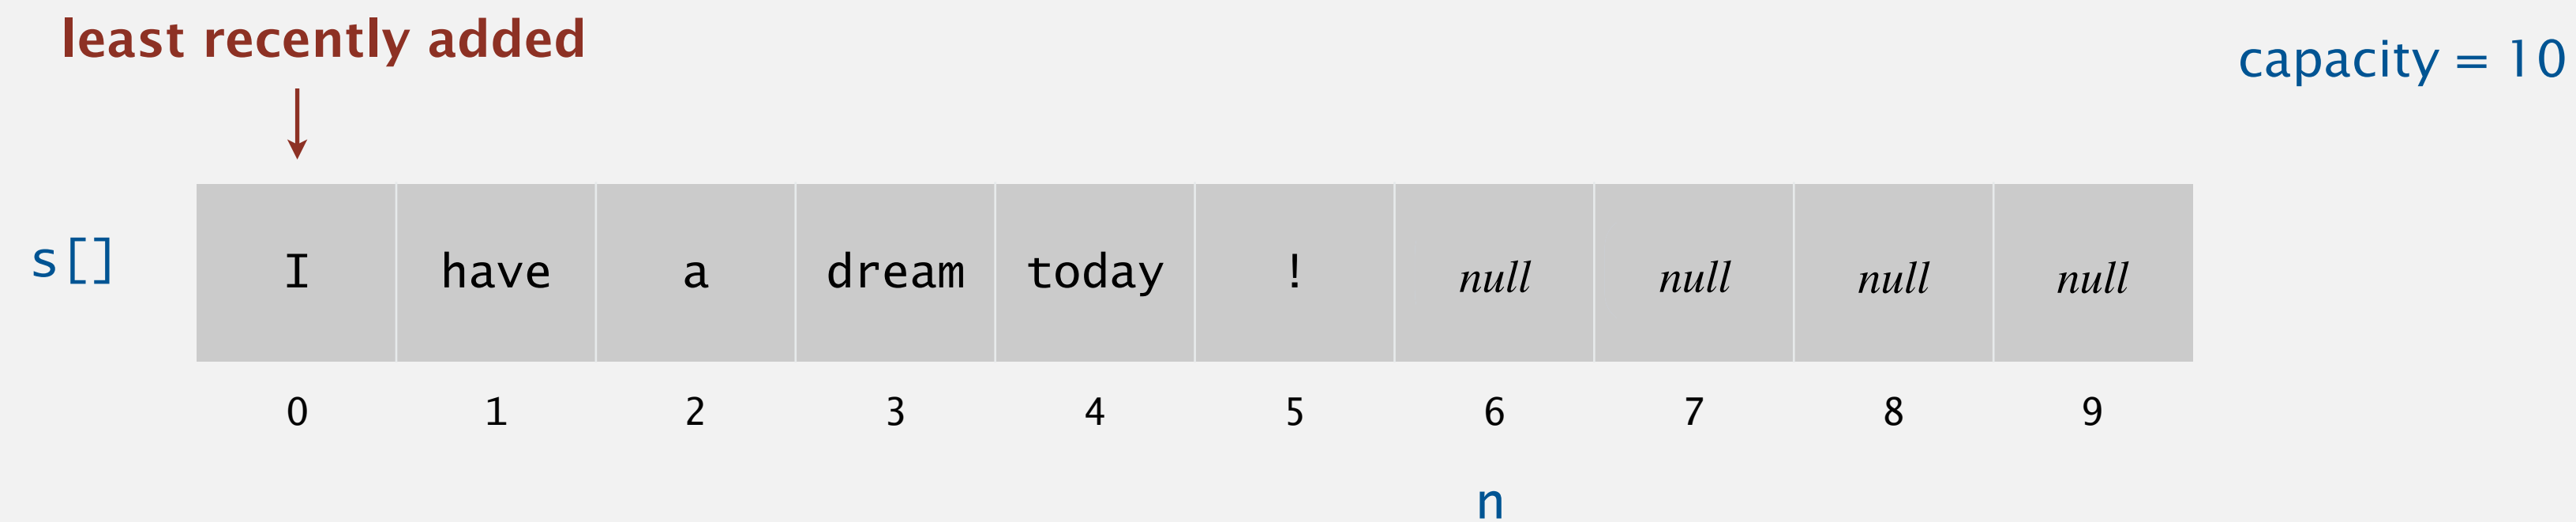 least recently added
capacity = 10
s[] I have a dream today ! null null null null
0 1 2 3 4 5 6 7 8 9
n